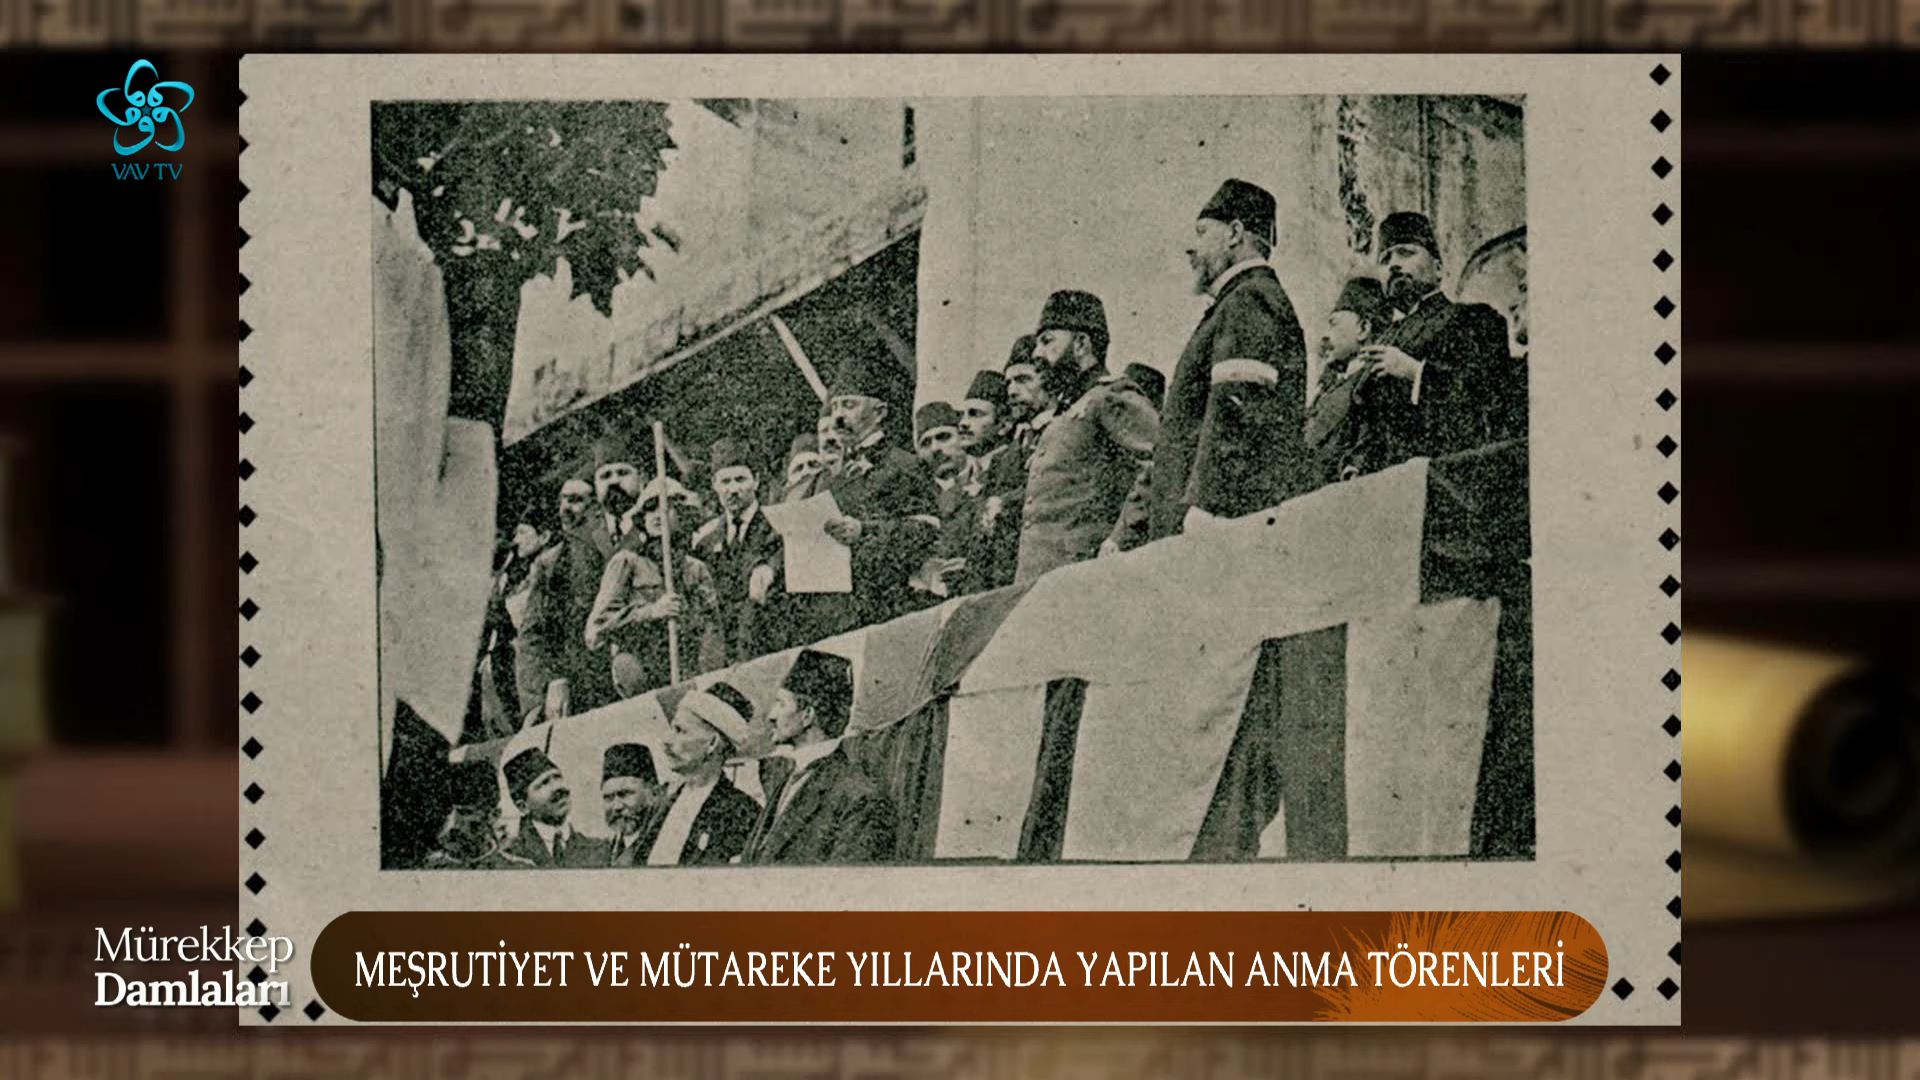 VAV TV
Mürekkep
Damlaları
MEŞRUTİYET VE MÜTAREKE YILLARINDA YAPILAN ANMA TÖRENLERİ